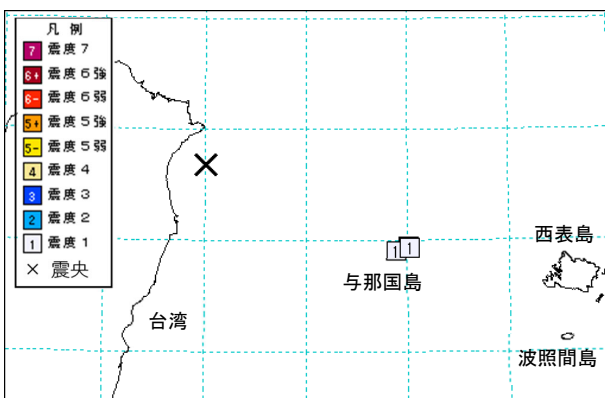 凡例
7 震度7
6+ 震度6強
6- 震度6弱
5+ 震度5強
5- 震度5弱
4 震度4
3 震度3
2 震度2
1 震度1
× 震央
西表島
1 1
与那国島
台湾
波照間島